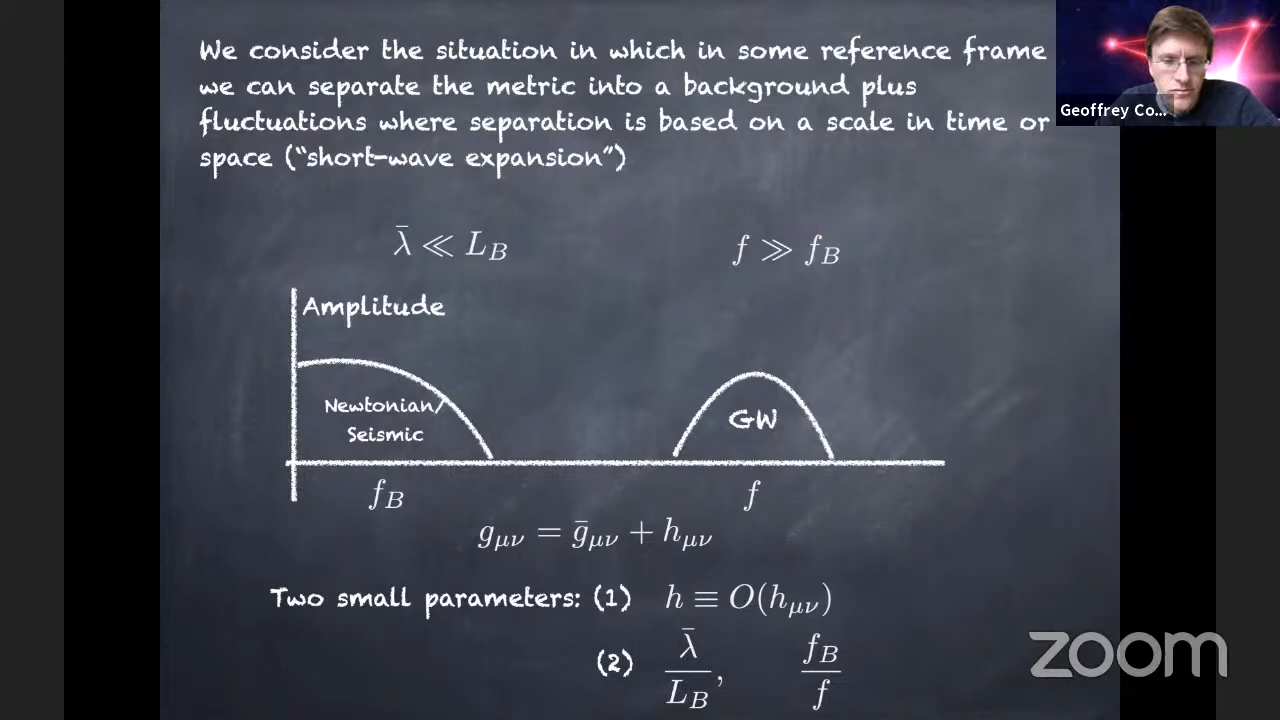 We consider the situation in which in some reference frame
we can separate the metric into a background plus
fluctuations where separation is based on a scale in time or
space ("short-wave expansion")
Geoffrey Co...
λ̄ ≪ L_B
f ≫ f_B
Amplitude
Newtonian/
Seismic
GW
f_B
f
g_μν = ḡ_μν + h_μν
Two small parameters: (1) h ≡ O(h_μν)
(2) λ̄/L_B, f_B/f
zoom